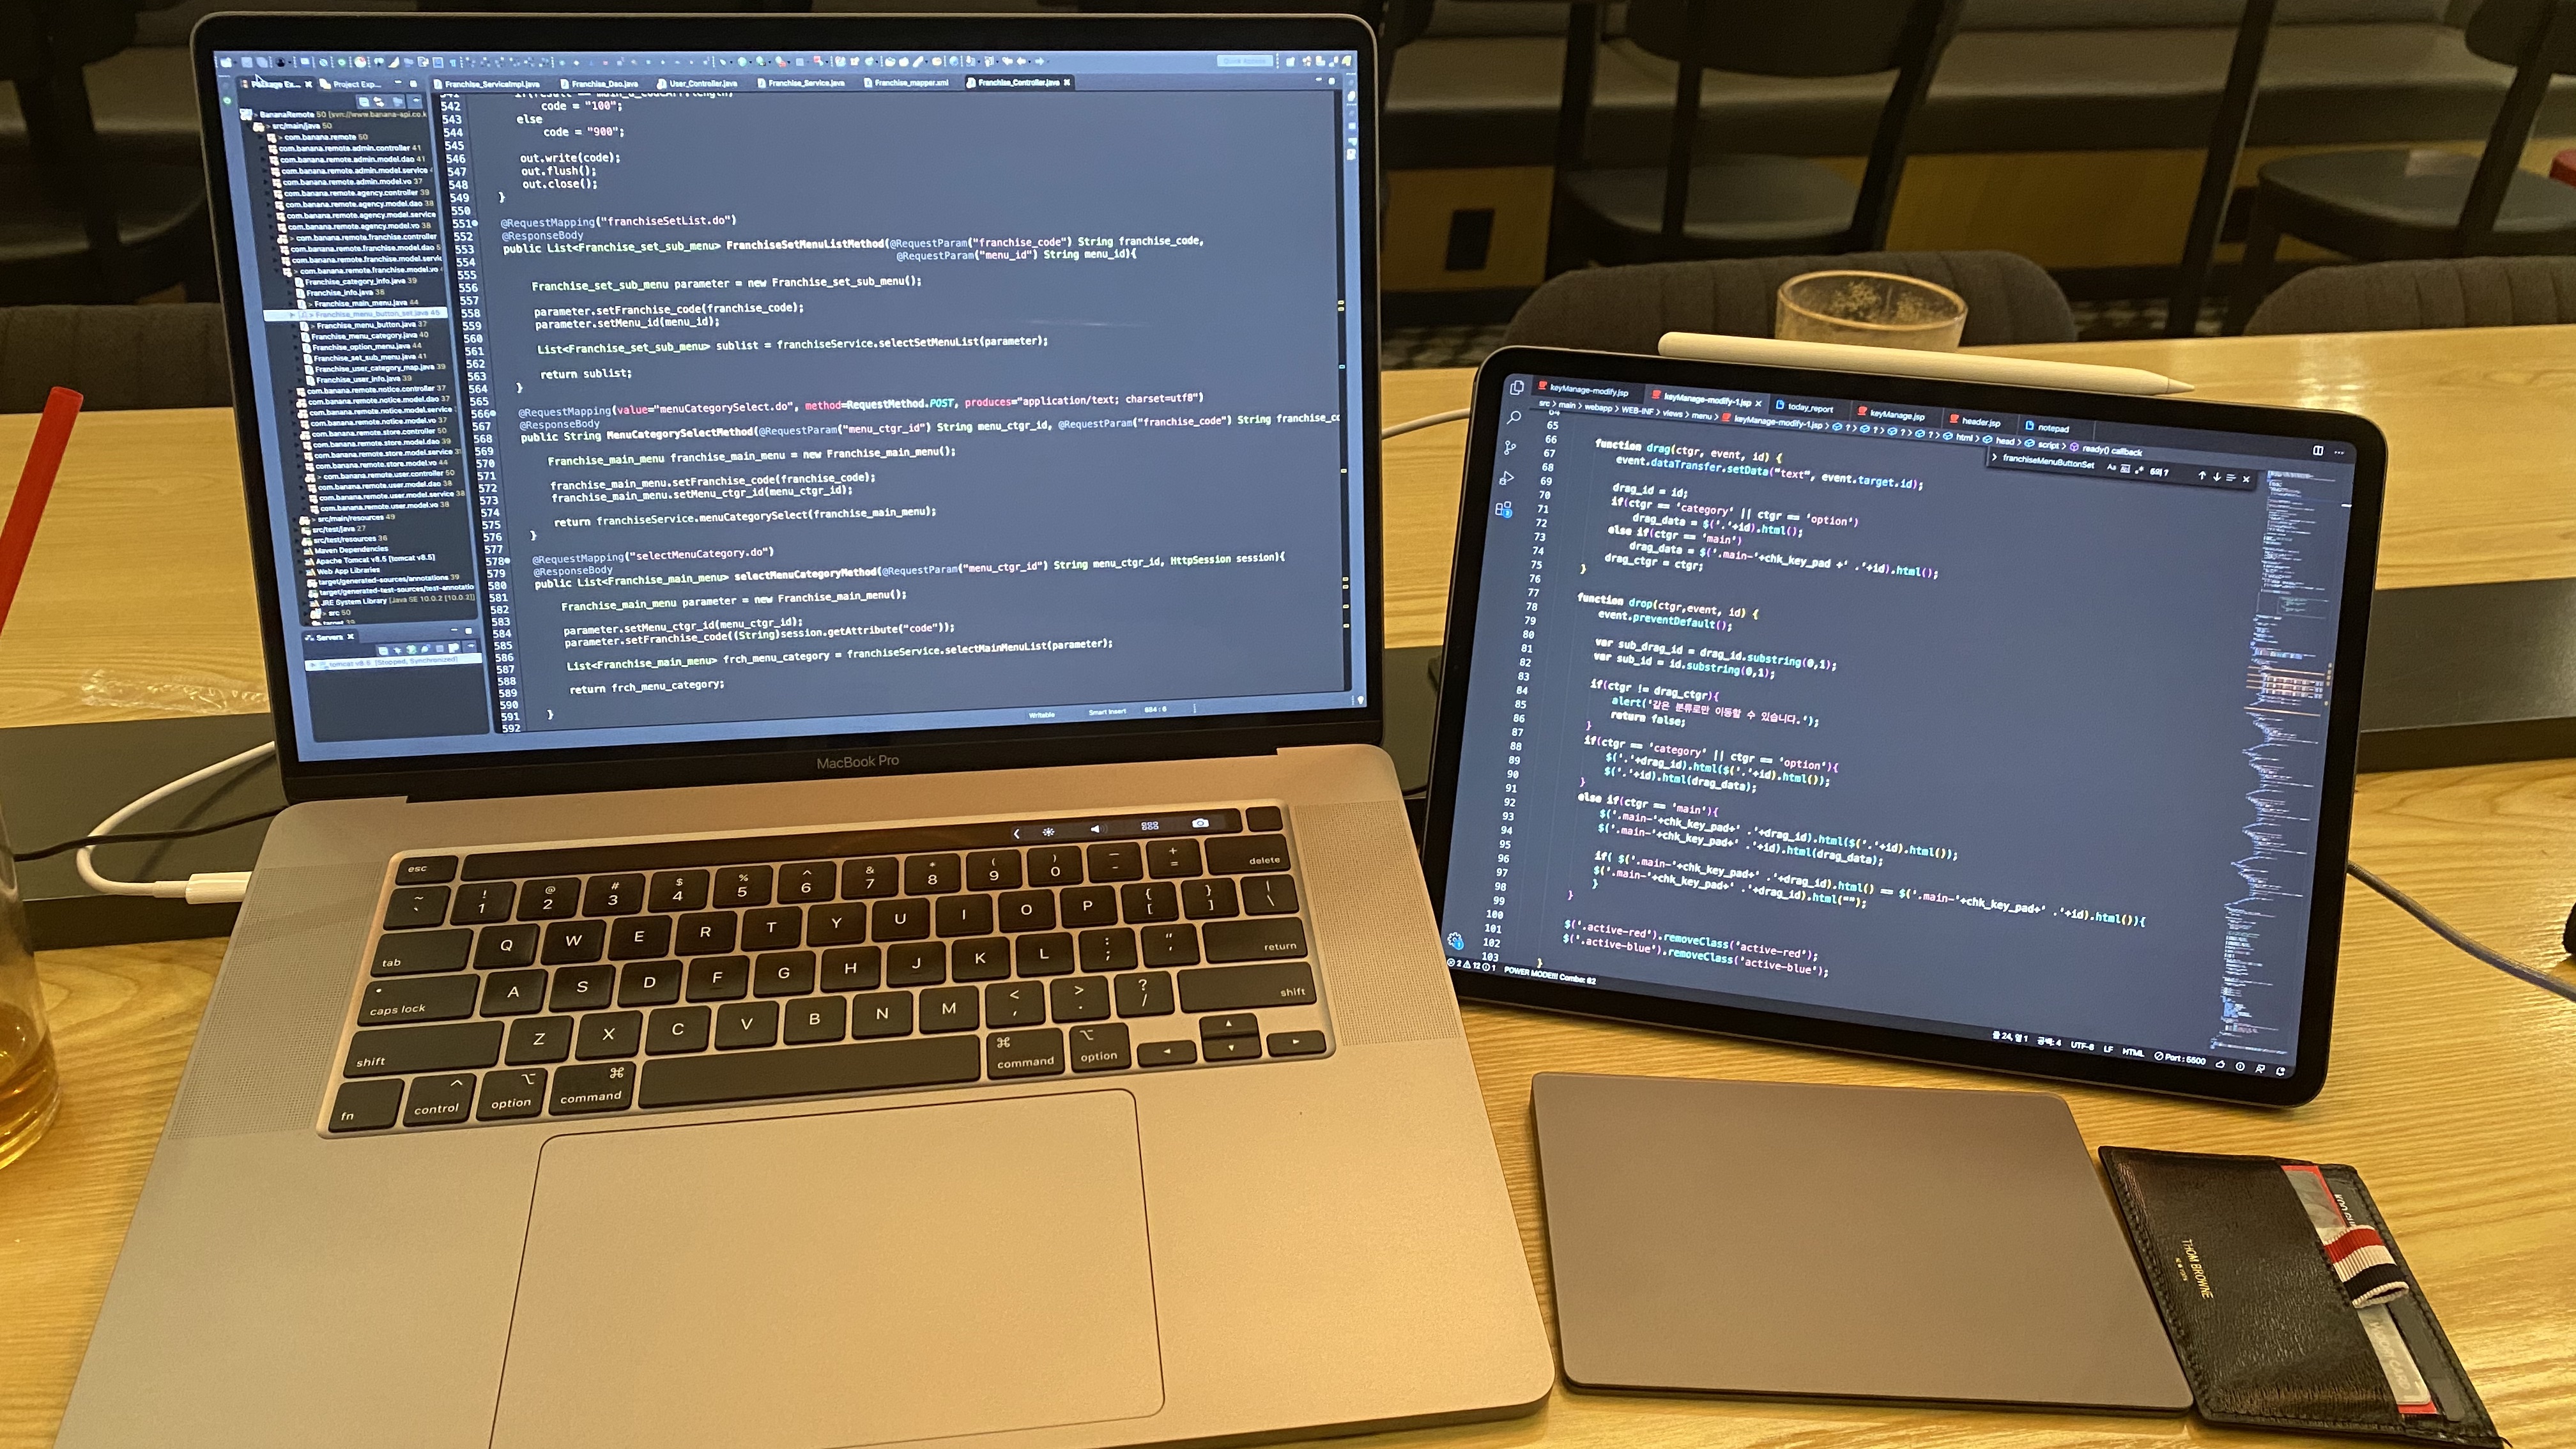 Package Ex...
Project Exp...
Franchise_ServiceImpl.java
Franchise_Dao.java
User_Controller.java
Franchise_Service.java
Franchise_mapper.xml
Franchise_Controller.java
Quick Access
BananaRemote 50 [svn://www.banana-api.co.k
src/main/java 50
com.banana.remote 50
com.banana.remote.admin.controller 41
com.banana.remote.admin.model.dao 41
com.banana.remote.admin.model.service
com.banana.remote.admin.model.vo 37
com.banana.remote.agency.controller 39
com.banana.remote.agency.model.dao 38
com.banana.remote.agency.model.service
com.banana.remote.agency.model.vo 38
com.banana.remote.franchise.controller
com.banana.remote.franchise.model.dao 5
com.banana.remote.franchise.model.servic
com.banana.remote.franchise.model.vo
Franchise_category_info.java 39
Franchise_info.java 38
Franchise_main_menu.java 44
Franchise_menu_button_set.java 45
Franchise_menu_button.java 37
Franchise_menu_category.java 40
Franchise_option_menu.java 44
Franchise_set_sub_menu.java 41
Franchise_user_category_map.java 39
Franchise_user_info.java 39
com.banana.remote.notice.controller 37
com.banana.remote.notice.model.dao 37
com.banana.remote.notice.model.service
com.banana.remote.notice.model.vo 37
com.banana.remote.store.controller 50
com.banana.remote.store.model.dao 39
com.banana.remote.store.model.service 3
com.banana.remote.store.model.vo 44
com.banana.remote.user.controller 50
com.banana.remote.user.model.dao 38
com.banana.remote.user.model.service 38
com.banana.remote.user.model.vo 38
src/main/resources 49
src/test/java 27
src/test/resources 36
Maven Dependencies
Apache Tomcat v8.5 [tomcat v8.5]
Web App Libraries
target/generated-sources/annotations 39
target/generated-test-sources/test-annotatio
JRE System Library [Java SE 10.0.2 [10.0.2]]
src 50
Servers
tomcat v8.5 [Stopped, Synchronized]
542 code = "100";
543 else
544 code = "900";
545
546 out.write(code);
547 out.flush();
548 out.close();
549 }
550
551 @RequestMapping("franchiseSetList.do")
552 @ResponseBody
553 public List<Franchise_set_sub_menu> FranchiseSetMenuListMethod(@RequestParam("franchise_code") String franchise_code,
554 @RequestParam("menu_id") String menu_id){
555
556 Franchise_set_sub_menu parameter = new Franchise_set_sub_menu();
557
558 parameter.setFranchise_code(franchise_code);
559 parameter.setMenu_id(menu_id);
560
561 List<Franchise_set_sub_menu> sublist = franchiseService.selectSetMenuList(parameter);
562
563 return sublist;
564 }
565
566 @RequestMapping(value="menuCategorySelect.do", method=RequestMethod.POST, produces="application/text; charset=utf8")
567 @ResponseBody
568 public String MenuCategorySelectMethod(@RequestParam("menu_ctgr_id") String menu_ctgr_id, @RequestParam("franchise_code") String franchise_cc
569
570 Franchise_main_menu franchise_main_menu = new Franchise_main_menu();
571
572 franchise_main_menu.setFranchise_code(franchise_code);
573 franchise_main_menu.setMenu_ctgr_id(menu_ctgr_id);
574
575 return franchiseService.menuCategorySelect(franchise_main_menu);
576 }
577
578 @RequestMapping("selectMenuCategory.do")
579 @ResponseBody
580 public List<Franchise_main_menu> selectMenuCategoryMethod(@RequestParam("menu_ctgr_id") String menu_ctgr_id, HttpSession session){
581
582 Franchise_main_menu parameter = new Franchise_main_menu();
583
584 parameter.setMenu_ctgr_id(menu_ctgr_id);
585 parameter.setFranchise_code((String)session.getAttribute("code"));
586
587 List<Franchise_main_menu> frch_menu_category = franchiseService.selectMainMenuList(parameter);
588
589 return frch_menu_category;
590
591 }
592
Writable
Smart Insert
884 : 6
MacBook Pro
esc
~ ` ! 1 @ 2 # 3 $ 4 % 5 ^ 6 & 7 * 8 ( 9 ) 0 _ - + = delete
tab Q W E R T Y U I O P { [ } ] | \
caps lock A S D F G H J K L : ; " ' return
shift Z X C V B N M < , > . ? / shift
fn control option command command option
keyManage-modify.jsp
keyManage-modify-1.jsp
today_report
keyManage.jsp
header.jsp
notepad
src > main > webapp > WEB-INF > views > menu > keyManage-modify-1.jsp > ? > ? > ? > ? > ? > html > head > script > ready() callback
franchiseMenuButtonSet
64
65
66 function drag(ctgr, event, id) {
67 event.dataTransfer.setData("text", event.target.id);
68
69 drag_id = id;
70 if(ctgr == 'category' || ctgr == 'option')
71 drag_data = $('.'+id).html();
72 else if(ctgr == 'main')
73 drag_data = $('.main-'+chk_key_pad +' .'+id).html();
74 drag_ctgr = ctgr;
75 }
76
77 function drop(ctgr,event, id) {
78 event.preventDefault();
79
80 var sub_drag_id = drag_id.substring(0,1);
81 var sub_id = id.substring(0,1);
82
83 if(ctgr != drag_ctgr){
84 alert('같은 분류로만 이동할 수 있습니다.');
85 return false;
86 }
87 if(ctgr == 'category' || ctgr == 'option'){
88 $('.'+drag_id).html($('.'+id).html());
89 $('.'+id).html(drag_data);
90 }
91 else if(ctgr == 'main'){
92 $('.main-'+chk_key_pad+' .'+drag_id).html($('.'+id).html());
93 $('.main-'+chk_key_pad+' .'+id).html(drag_data);
94
95 if( $('.main-'+chk_key_pad+' .'+drag_id).html() == $('.main-'+chk_key_pad+' .'+id).html()){
96 $('.main-'+chk_key_pad+' .'+drag_id).html("");
97 }
98 }
99
100 $('.active-red').removeClass('active-red');
101 $('.active-blue').removeClass('active-blue');
102 }
103
2 12 1 POWER MODE!!! Combo: 82
줄 24, 열 1 공백: 4 UTF-8 LF HTML Port : 5500
THOM BROWNE
NEW YORK